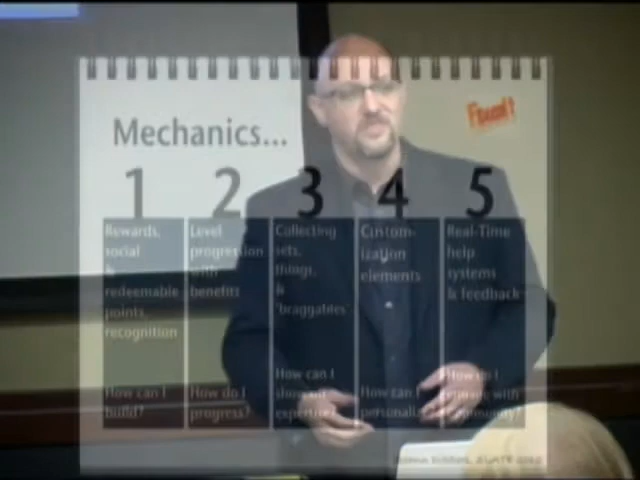 Found!
Mechanics...
1 2 3 4 5
Rewards,
social
&
redeemable
points,
recognition
How can I
build?
Level
progression
with
benefits
How do I
progress?
Collecting
sets,
things,
&
'braggables'
How can I
show off
expertise?
Custom-
ization
elements
How can I
personalize
Real-Time
help
systems
& feedback
How do I
with
community?